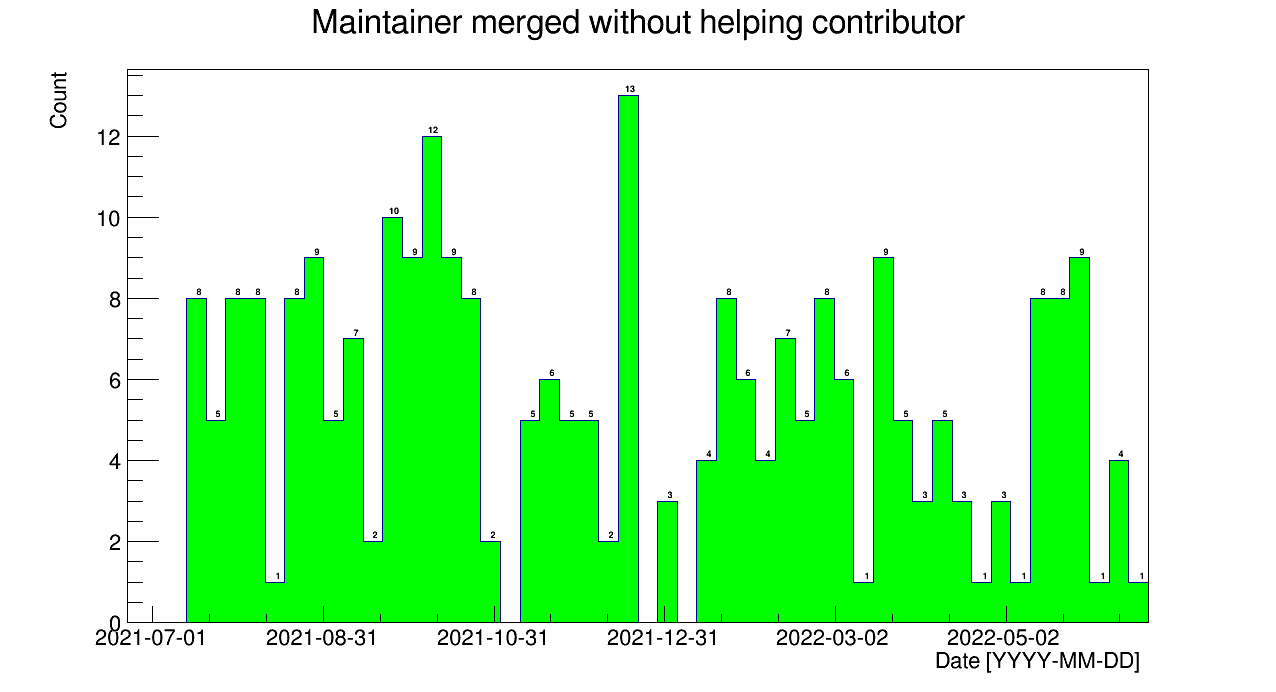 Maintainer merged without helping contributor
Count
12
10
8
6
4
2
0
8 5 8 8 1 8 9 5 7 2 10 9 12 9 8 2 5 6 5 5 2 13 3 4 8 6 4 7 5 8 6 1 9 5 3 5 3 1 3 1 8 8 9 1 4 1
2021-07-01 2021-08-31 2021-10-31 2021-12-31 2022-03-02 2022-05-02
Date [YYYY-MM-DD]